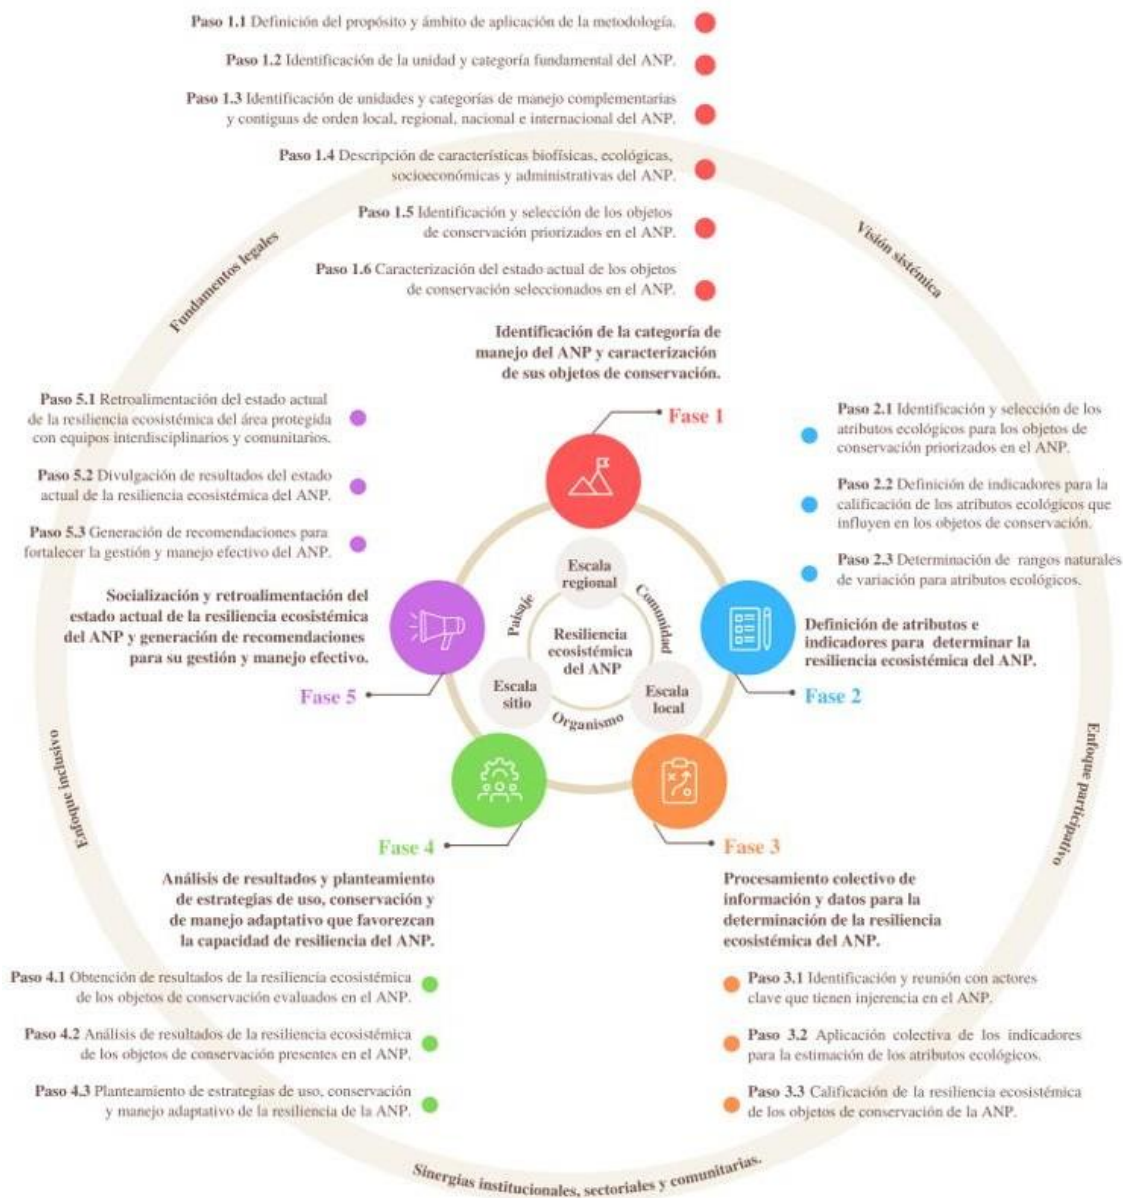 Paso 1.1 Definición del propósito y ámbito de aplicación de la metodología.
Paso 1.2 Identificación de la unidad y categoría fundamental del ANP.
Paso 1.3 Identificación de unidades y categorías de manejo complementarias
y contiguas de orden local, regional, nacional e internacional del ANP.
Paso 1.4 Descripción de características biofísicas, ecológicas,
socioeconómicas y administrativas del ANP.
Paso 1.5 Identificación y selección de los objetos
de conservación priorizados en el ANP.
Paso 1.6 Caracterización del estado actual de los objetos
de conservación seleccionados en el ANP.
Fundamentos legales
Visión sistémica
Identificación de la categoría de
manejo del ANP y caracterización
de sus objetos de conservación.
Fase 1
Paso 5.1 Retroalimentación del estado actual
de la resiliencia ecosistémica del área protegida
con equipos interdisciplinarios y comunitarios.
Paso 5.2 Divulgación de resultados del estado
actual de la resiliencia ecosistémica del ANP.
Paso 5.3 Generación de recomendaciones para
fortalecer la gestión y manejo efectivo del ANP.
Socialización y retroalimentación del
estado actual de la resiliencia ecosistémica
del ANP y generación de recomendaciones
para su gestión y manejo efectivo.
Fase 5
Paso 2.1 Identificación y selección de los
atributos ecológicos para los objetos de
conservación priorizados en el ANP.
Paso 2.2 Definición de indicadores para la
calificación de los atributos ecológicos que
influyen en los objetos de conservación.
Paso 2.3 Determinación de rangos naturales
de variación para atributos ecológicos.
Definición de atributos e
indicadores para determinar la
resiliencia ecosistémica del ANP.
Fase 2
Escala
regional
Paisaje
Comunidad
Resiliencia
ecosistémica
del ANP
Escala
sitio
Escala
local
Organismo
Enfoque inclusivo
Enfoque participativo
Fase 4
Análisis de resultados y planteamiento
de estrategias de uso, conservación y
de manejo adaptativo que favorezcan
la capacidad de resiliencia del ANP.
Paso 4.1 Obtención de resultados de la resiliencia ecosistémica
de los objetos de conservación evaluados en el ANP.
Paso 4.2 Análisis de resultados de la resiliencia ecosistémica
de los objetos de conservación presentes en el ANP.
Paso 4.3 Planteamiento de estrategias de uso, conservación
y manejo adaptativo de la resiliencia de la ANP.
Fase 3
Procesamiento colectivo de
información y datos para la
determinación de la resiliencia
ecosistémica del ANP.
Paso 3.1 Identificación y reunión con actores
clave que tienen injerencia en el ANP.
Paso 3.2 Aplicación colectiva de los indicadores
para la estimación de los atributos ecológicos.
Paso 3.3 Calificación de la resiliencia ecosistémica
de los objetos de conservación de la ANP.
Sinergias institucionales, sectoriales y comunitarias.